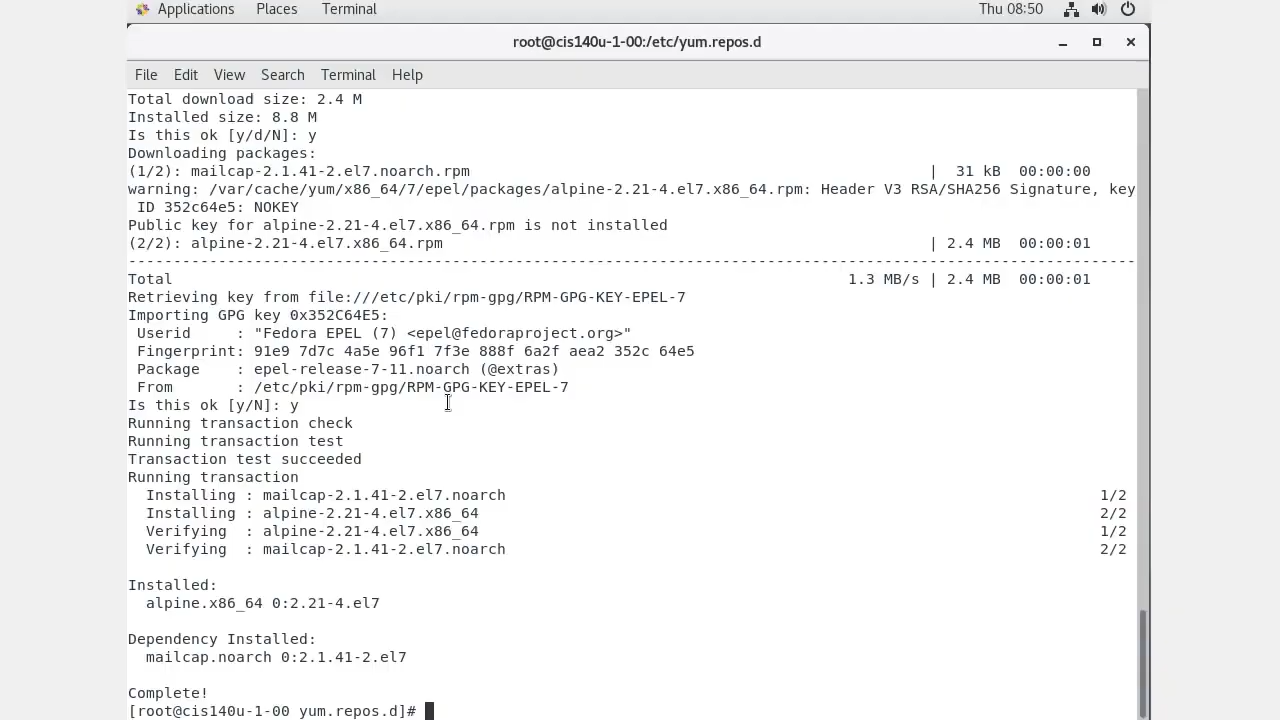 Applications Places Terminal Thu 08:50
root@cis140u-1-00:/etc/yum.repos.d
File Edit View Search Terminal Help
Total download size: 2.4 M
Installed size: 8.8 M
Is this ok [y/d/N]: y
Downloading packages:
(1/2): mailcap-2.1.41-2.el7.noarch.rpm | 31 kB 00:00:00
warning: /var/cache/yum/x86_64/7/epel/packages/alpine-2.21-4.el7.x86_64.rpm: Header V3 RSA/SHA256 Signature, key
 ID 352c64e5: NOKEY
Public key for alpine-2.21-4.el7.x86_64.rpm is not installed
(2/2): alpine-2.21-4.el7.x86_64.rpm | 2.4 MB 00:00:01
--------------------------------------------------------------------------------------------------------------
Total 1.3 MB/s | 2.4 MB 00:00:01
Retrieving key from file:///etc/pki/rpm-gpg/RPM-GPG-KEY-EPEL-7
Importing GPG key 0x352C64E5:
 Userid     : "Fedora EPEL (7) <epel@fedoraproject.org>"
 Fingerprint: 91e9 7d7c 4a5e 96f1 7f3e 888f 6a2f aea2 352c 64e5
 Package    : epel-release-7-11.noarch (@extras)
 From       : /etc/pki/rpm-gpg/RPM-GPG-KEY-EPEL-7
Is this ok [y/N]: y
Running transaction check
Running transaction test
Transaction test succeeded
Running transaction
  Installing : mailcap-2.1.41-2.el7.noarch 1/2
  Installing : alpine-2.21-4.el7.x86_64 2/2
  Verifying  : alpine-2.21-4.el7.x86_64 1/2
  Verifying  : mailcap-2.1.41-2.el7.noarch 2/2
Installed:
  alpine.x86_64 0:2.21-4.el7
Dependency Installed:
  mailcap.noarch 0:2.1.41-2.el7
Complete!
[root@cis140u-1-00 yum.repos.d]#